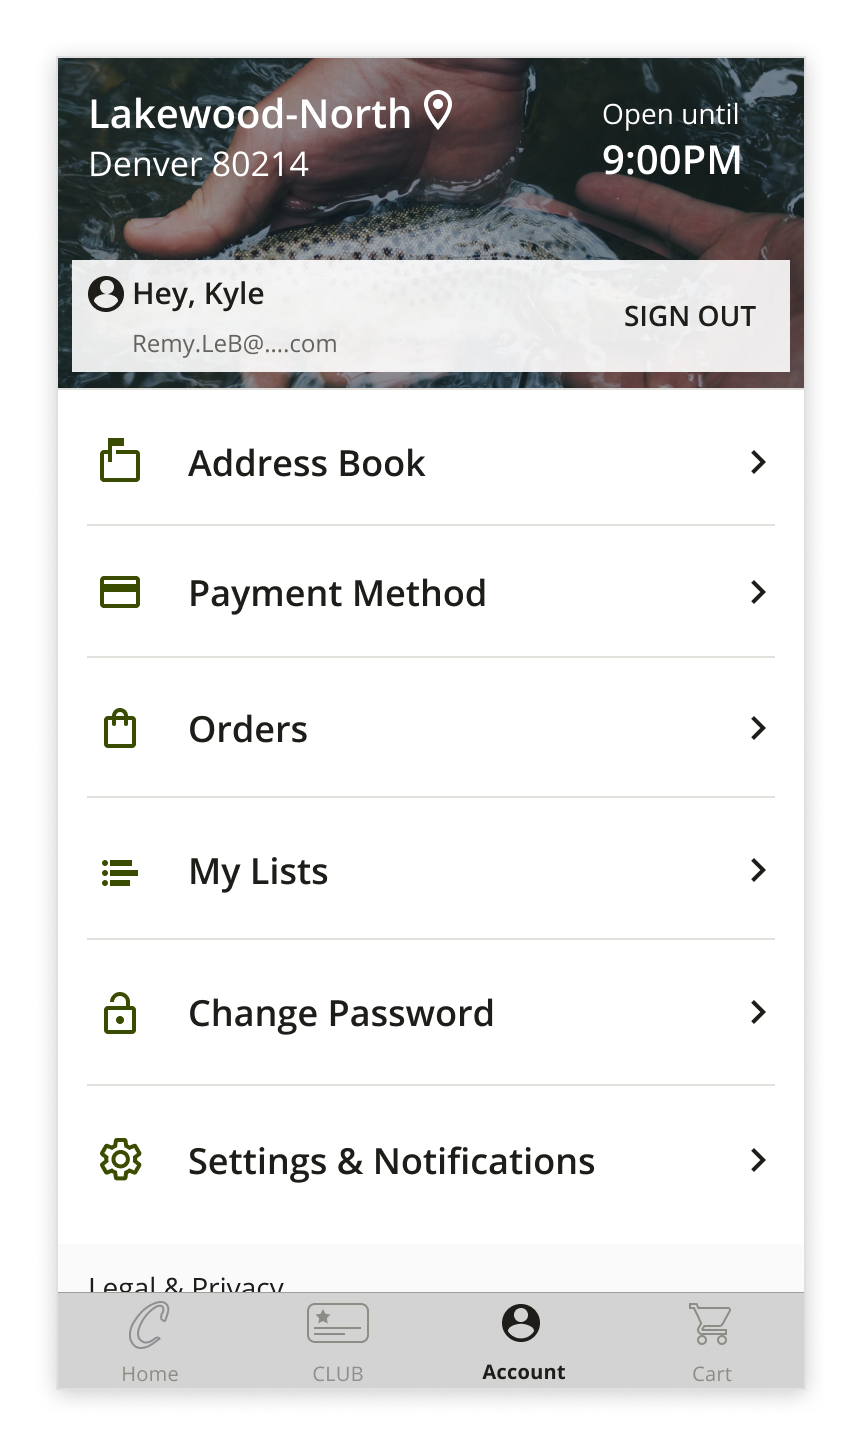 Lakewood-North
Denver 80214
Open until
9:00PM
Hey, Kyle
Remy.LeB@....com
SIGN OUT
Address Book
Payment Method
Orders
My Lists
Change Password
Settings & Notifications
Legal & Privacy
Home
CLUB
Account
Cart